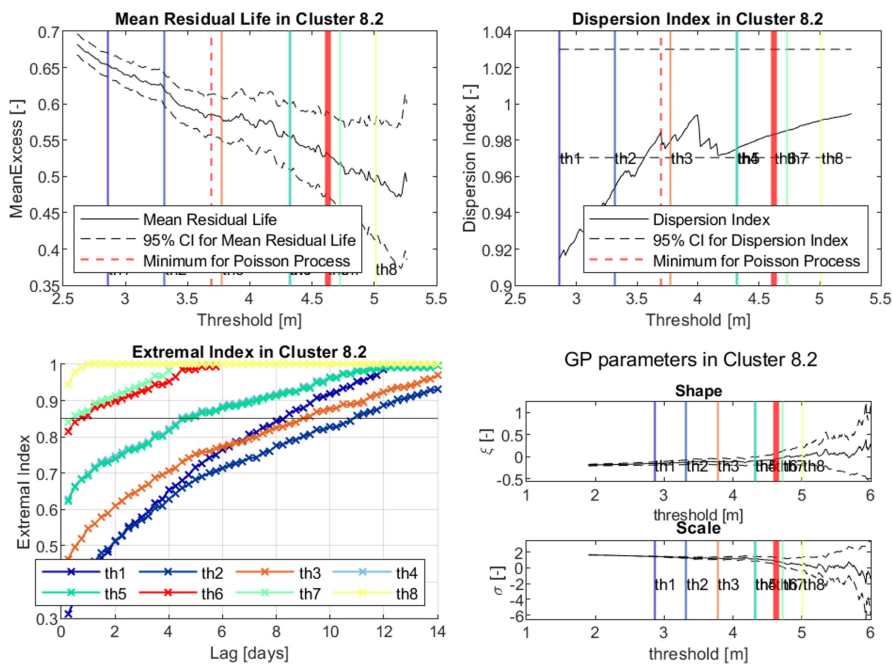 Mean Residual Life in Cluster 8.2
0.7
0.65
0.6
0.55
0.5
0.45
0.4
0.35
MeanExcess [-]
Mean Residual Life
95% CI for Mean Residual Life
Minimum for Poisson Process
th1
th2
th3
th8
2.5 3 3.5 4 4.5 5 5.5
Threshold [m]
Dispersion Index in Cluster 8.2
1.04
1.02
1
0.98
0.96
0.94
0.92
0.9
Dispersion Index [-]
th1 th2 th3 th4 th5 th6 th7 th8
Dispersion Index
95% CI for Dispersion Index
Minimum for Poisson Process
2.5 3 3.5 4 4.5 5 5.5
Threshold [m]
Extremal Index in Cluster 8.2
1
0.9
0.8
0.7
0.6
0.5
0.3
Extremal Index
th1 th2 th3 th4
th5 th6 th7 th8
0 2 4 6 8 10 12 14
Lag [days]
GP parameters in Cluster 8.2
Shape
1
0.5
0
-0.5
ξ [-]
th1 th2 th3 th5 th6 th7 th8
1 2 3 4 5 6
threshold [m]
Scale
2
0
-2
-4
-6
σ [-]
th1 th2 th3 th5 th6 th7 th8
1 2 3 4 5 6
threshold [m]